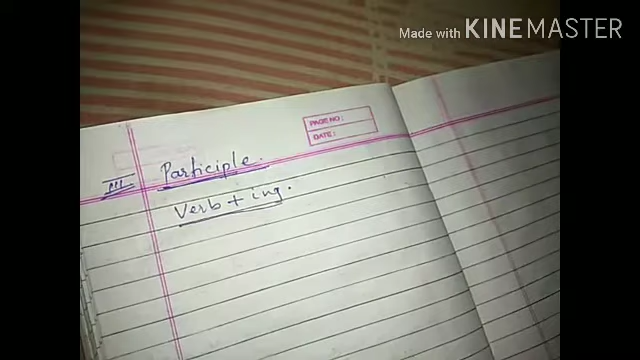 Made with KINEMASTER
PAGE NO:
DATE:
III Participle.
Verb + ing.